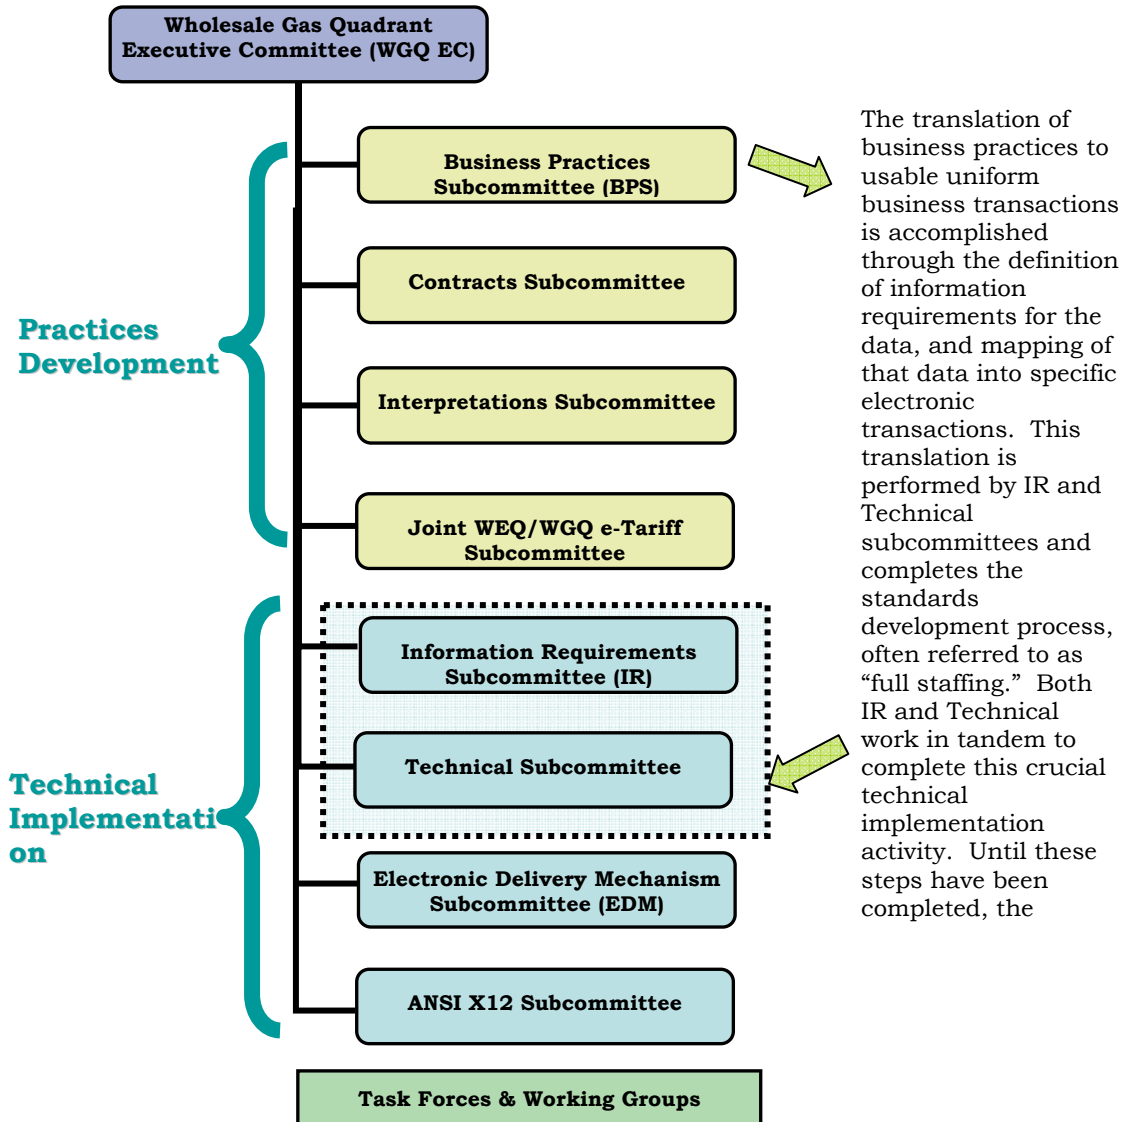 Wholesale Gas Quadrant
Executive Committee (WGQ EC)
Business Practices
Subcommittee (BPS)
Contracts Subcommittee
Practices
Development
Interpretations Subcommittee
Joint WEQ/WGQ e-Tariff
Subcommittee
Information Requirements
Subcommittee (IR)
Technical Subcommittee
Technical
Implementati
on
Electronic Delivery Mechanism
Subcommittee (EDM)
ANSI X12 Subcommittee
Task Forces & Working Groups
The translation of
business practices to
usable uniform
business transactions
is accomplished
through the definition
of information
requirements for the
data, and mapping of
that data into specific
electronic
transactions.  This
translation is
performed by IR and
Technical
subcommittees and
completes the
standards
development process,
often referred to as
“full staffing.”  Both
IR and Technical
work in tandem to
complete this crucial
technical
implementation
activity.  Until these
steps have been
completed, the